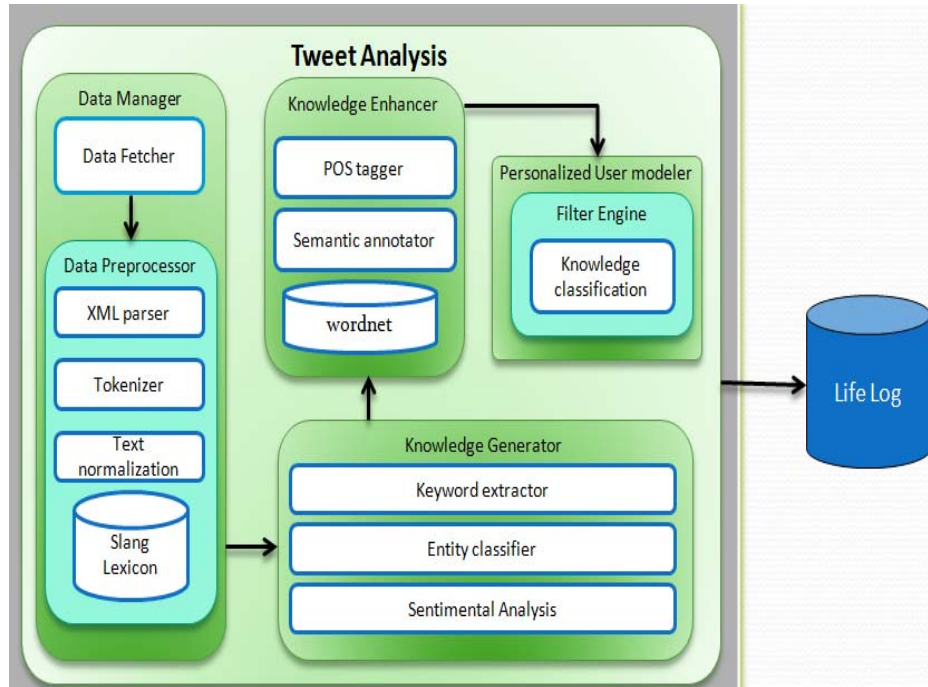 Tweet Analysis
Data Manager
Data Fetcher
Data Preprocessor
XML parser
Tokenizer
Text
normalization
Slang
Lexicon
Knowledge Enhancer
POS tagger
Semantic annotator
wordnet
Personalized User modeler
Filter Engine
Knowledge
classification
Knowledge Generator
Keyword extractor
Entity classifier
Sentimental Analysis
Life Log